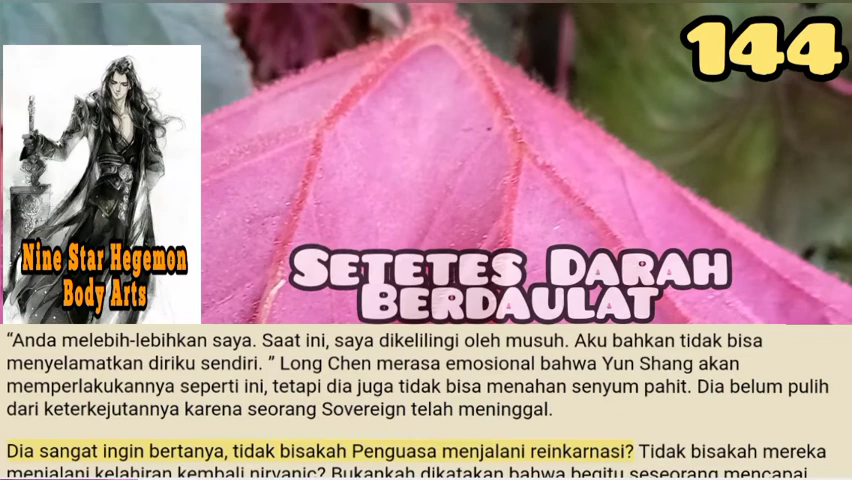 144
Nine Star Hegemon
Body Arts
Setetes Darah
Berdaulat
“Anda melebih-lebihkan saya. Saat ini, saya dikelilingi oleh musuh. Aku bahkan tidak bisa
menyelamatkan diriku sendiri. ” Long Chen merasa emosional bahwa Yun Shang akan
memperlakukannya seperti ini, tetapi dia juga tidak bisa menahan senyum pahit. Dia belum pulih
dari keterkejutannya karena seorang Sovereign telah meninggal.
Dia sangat ingin bertanya, tidak bisakah Penguasa menjalani reinkarnasi? Tidak bisakah mereka
menjalani kelahiran kembali nirvanic? Bukankah dikatakan bahwa begitu seseorang mencapai